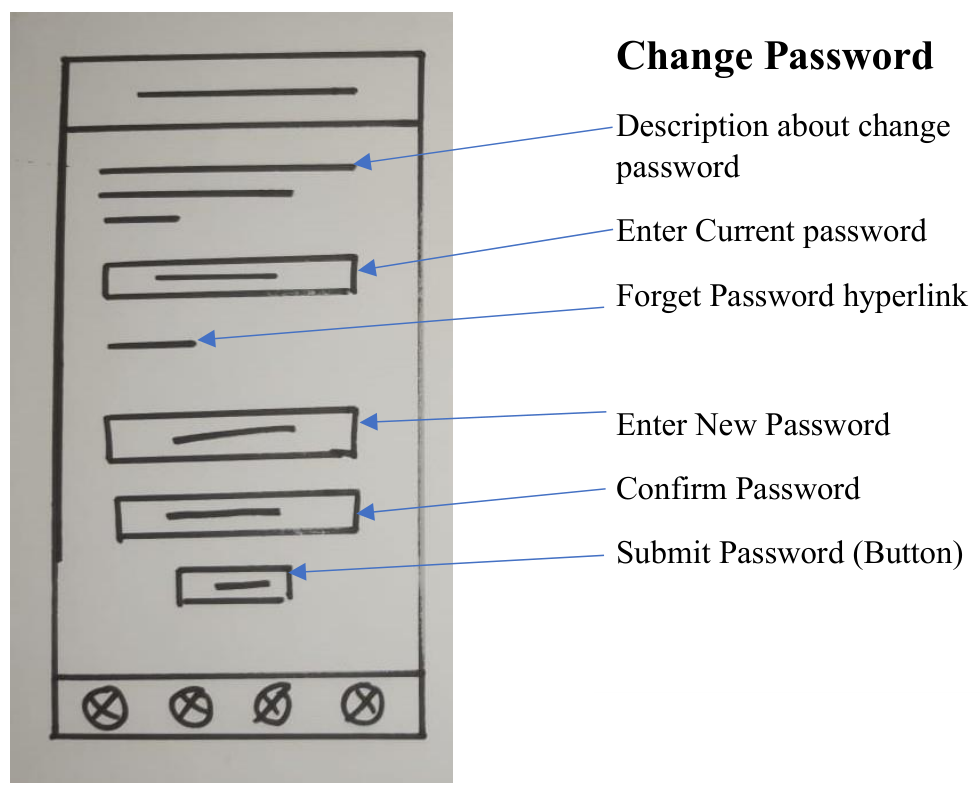 Change Password
Description about change
password
Enter Current password
Forget Password hyperlink
Enter New Password
Confirm Password
Submit Password (Button)